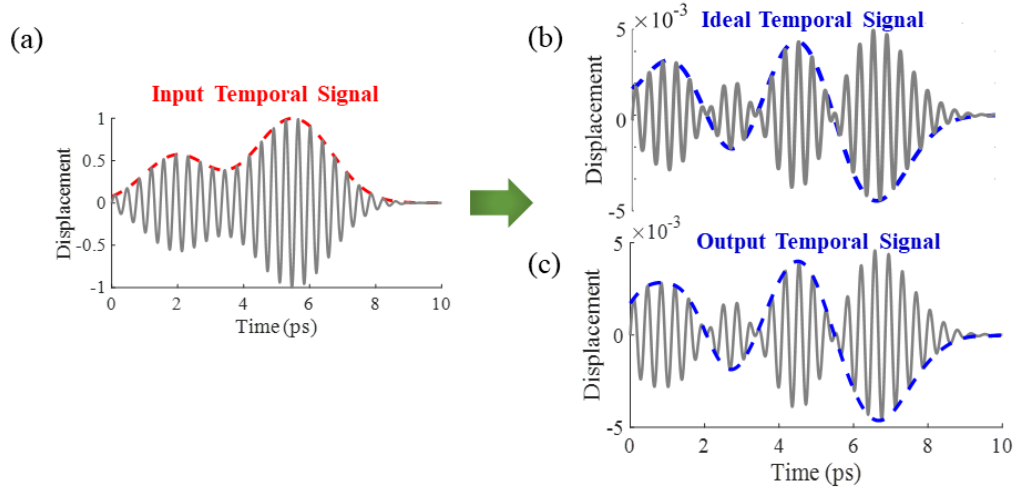 (a)
Input Temporal Signal
Displacement
1
0.5
0
-0.5
-1
0 2 4 6 8 10
Time (ps)
(b)
×10-3
Ideal Temporal Signal
Displacement
5
0
-5
(c)
×10-3
Output Temporal Signal
Displacement
5
0
-5
0 2 4 6 8 10
Time (ps)